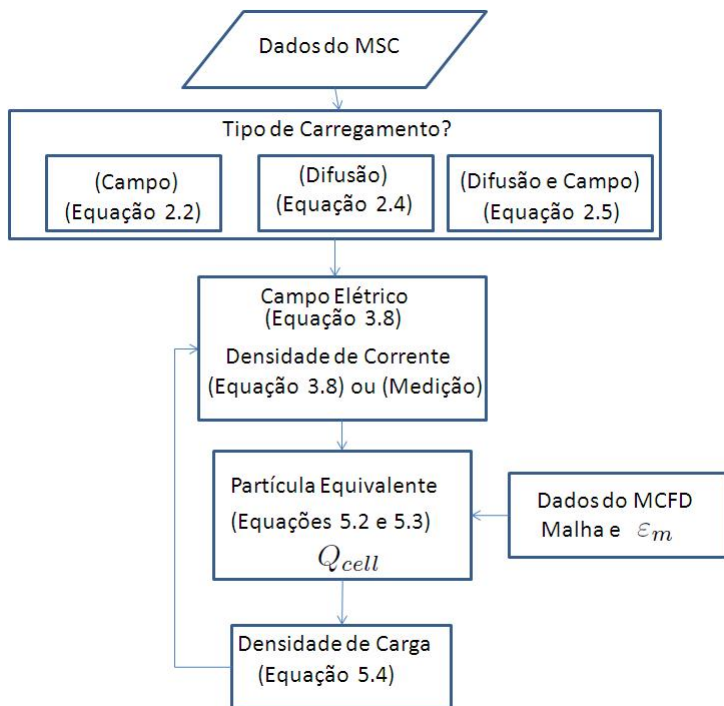 Dados do MSC
Tipo de Carregamento?
(Campo)
(Equação 2.2)
(Difusão)
(Equação 2.4)
(Difusão e Campo)
(Equação 2.5)
Campo Elétrico
(Equação 3.8)
Densidade de Corrente
(Equação 3.8) ou (Medição)
Partícula Equivalente
(Equações 5.2 e 5.3)
Q_{cell}
Dados do MCFD
Malha e ε_m
Densidade de Carga
(Equação 5.4)